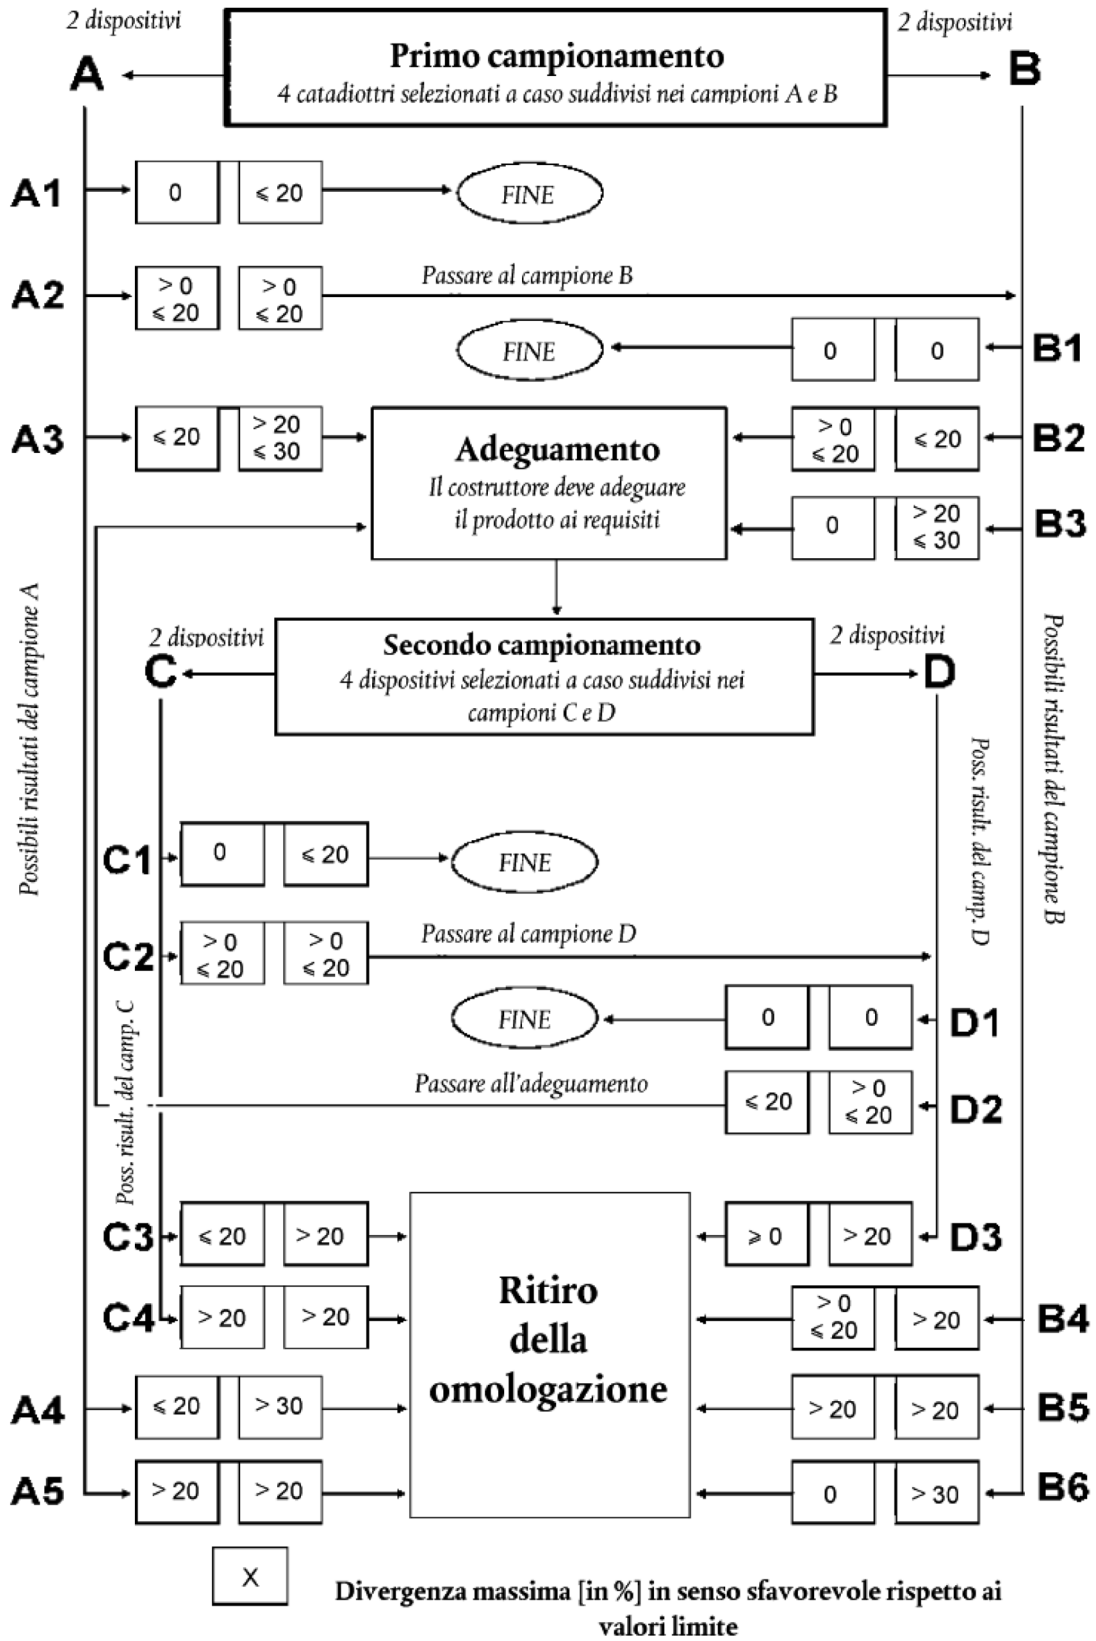 2 dispositivi
2 dispositivi
Primo campionamento
4 catadiottri selezionati a caso suddivisi nei campioni A e B
A
B
A1
0
≤ 20
FINE
A2
> 0
≤ 20
> 0
≤ 20
Passare al campione B
FINE
0
0
B1
A3
≤ 20
> 20
≤ 30
Adeguamento
Il costruttore deve adeguare
il prodotto ai requisiti
> 0
≤ 20
≤ 20
B2
0
> 20
≤ 30
B3
Possibili risultati del campione A
Possibili risultati del campione B
2 dispositivi
2 dispositivi
Secondo campionamento
4 dispositivi selezionati a caso suddivisi nei
campioni C e D
C
D
Poss. risult. del camp. D
C1
0
≤ 20
FINE
C2
> 0
≤ 20
> 0
≤ 20
Passare al campione D
FINE
0
0
D1
Poss. risult. del camp. C
Passare all'adeguamento
≤ 20
> 0
≤ 20
D2
C3
≤ 20
> 20
Ritiro
della
omologazione
≥ 0
> 20
D3
C4
> 20
> 20
> 0
≤ 20
> 20
B4
A4
≤ 20
> 30
> 20
> 20
B5
A5
> 20
> 20
0
> 30
B6
X
Divergenza massima [in %] in senso sfavorevole rispetto ai
valori limite